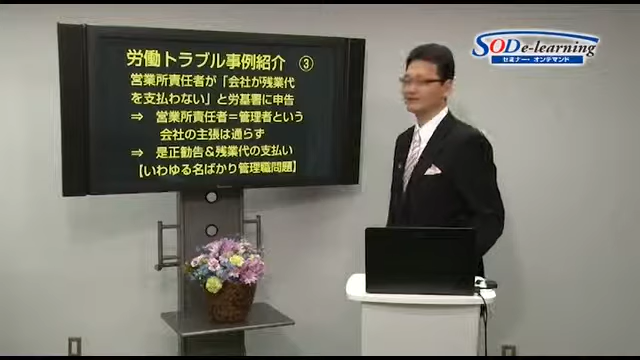 労働トラブル事例紹介　③
営業所責任者が「会社が残業代
を支払わない」と労基署に申告
⇒　営業所責任者＝管理者という
会社の主張は通らず
⇒　是正勧告＆残業代の支払い
【いわゆる名ばかり管理職問題】
SOD e-learning
セミナー・オンデマンド